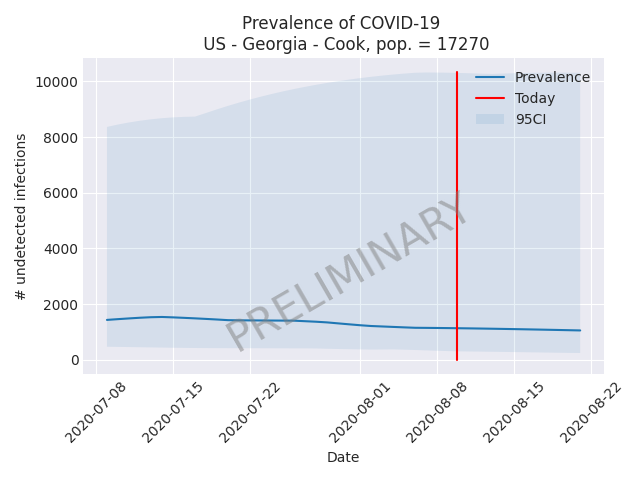 Prevalence of COVID-19
US - Georgia - Cook, pop. = 17270
Prevalence
Today
95CI
# undetected infections
10000
8000
6000
4000
2000
0
PRELIMINARY
2020-07-08
2020-07-15
2020-07-22
2020-08-01
2020-08-08
2020-08-15
2020-08-22
Date